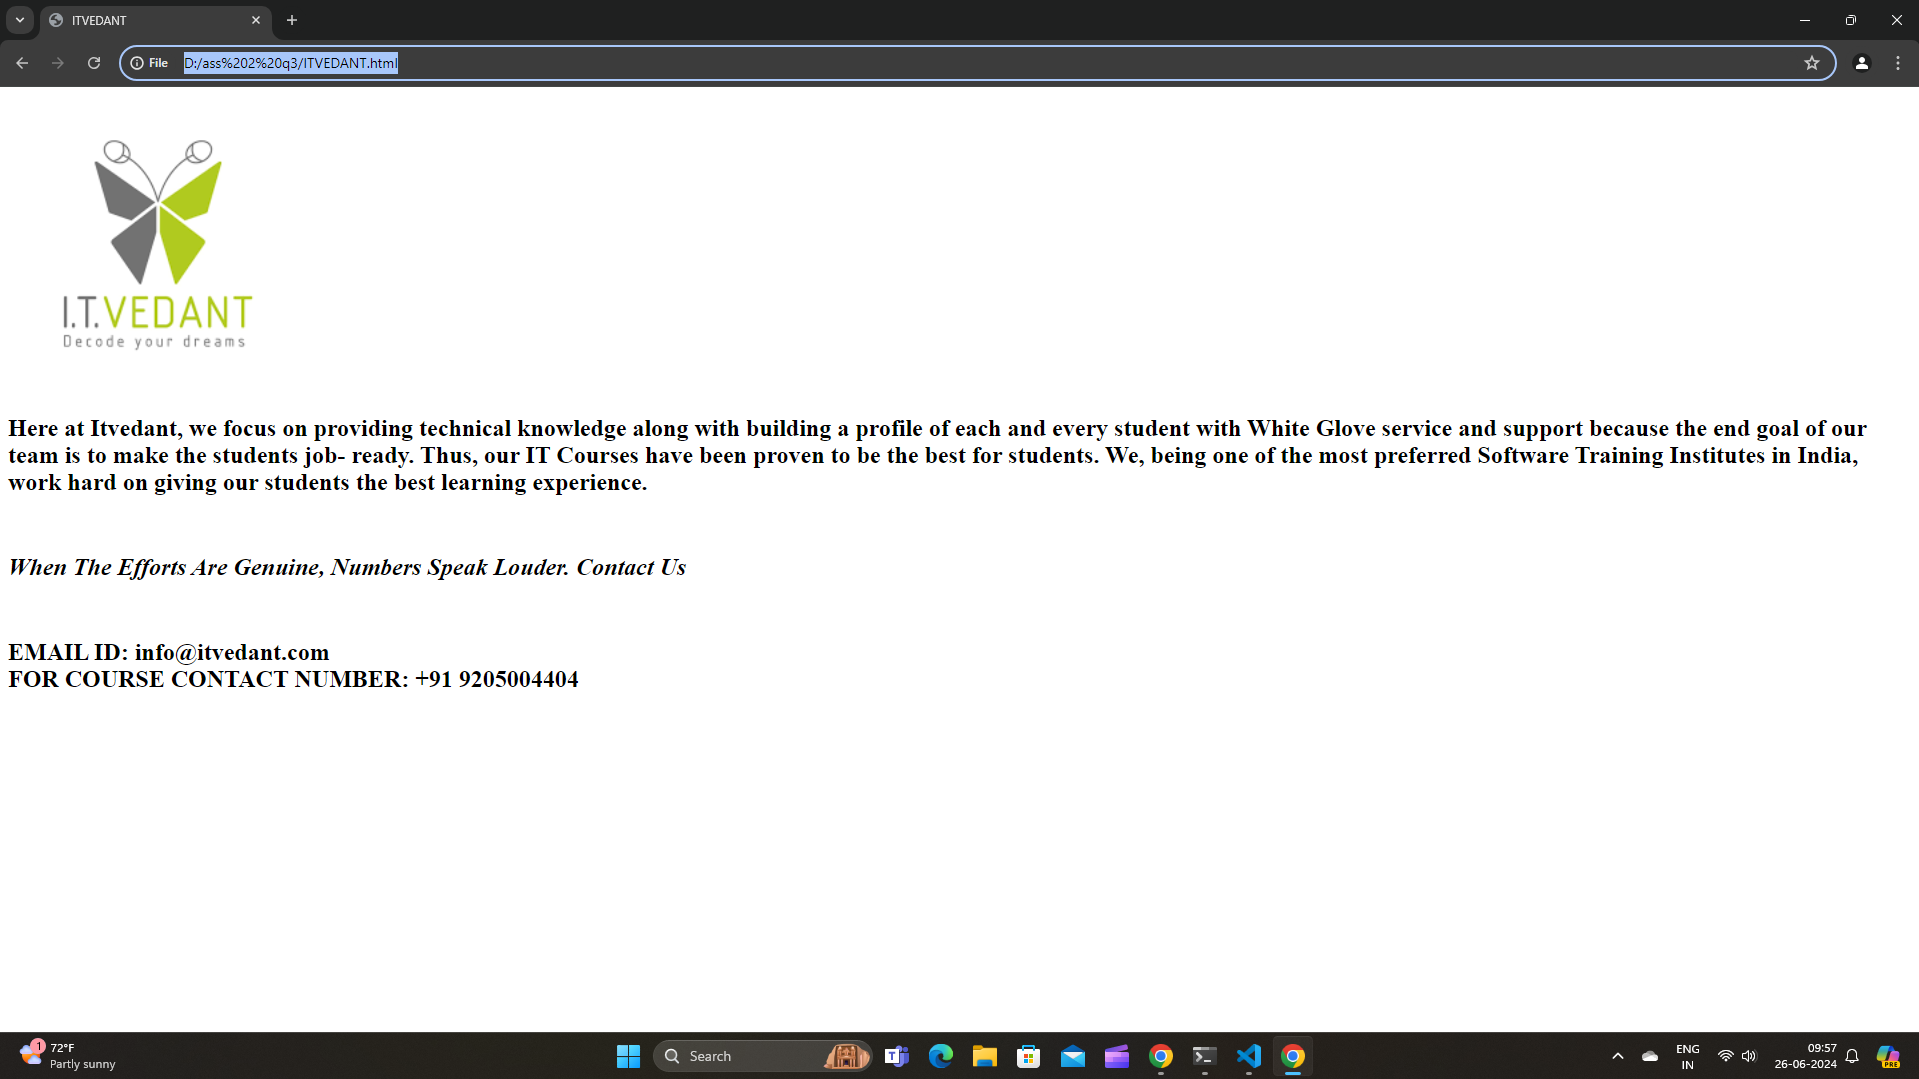 ITVEDANT
File D:/ass%202%20q3/ITVEDANT.html
I.T.VEDANT
Decode your dreams
Here at Itvedant, we focus on providing technical knowledge along with building a profile of each and every student with White Glove service and support because the end goal of our
team is to make the students job- ready. Thus, our IT Courses have been proven to be the best for students. We, being one of the most preferred Software Training Institutes in India,
work hard on giving our students the best learning experience.
When The Efforts Are Genuine, Numbers Speak Louder. Contact Us
EMAIL ID: info@itvedant.com
FOR COURSE CONTACT NUMBER: +91 9205004404
1
72°F
Partly sunny
Search
T
ENG
IN
09:57
26-06-2024
PRE